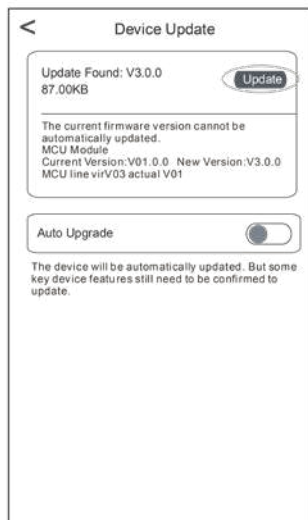 < Device Update
Update Found: V3.0.0
Update
87.00KB
The current firmware version cannot be
automatically updated.
MCU Module
Current Version:V01.0.0 New Version:V3.0.0
MCU line virV03 actual V01
Auto Upgrade
The device will be automatically updated. But some
key device features still need to be confirmed to
update.